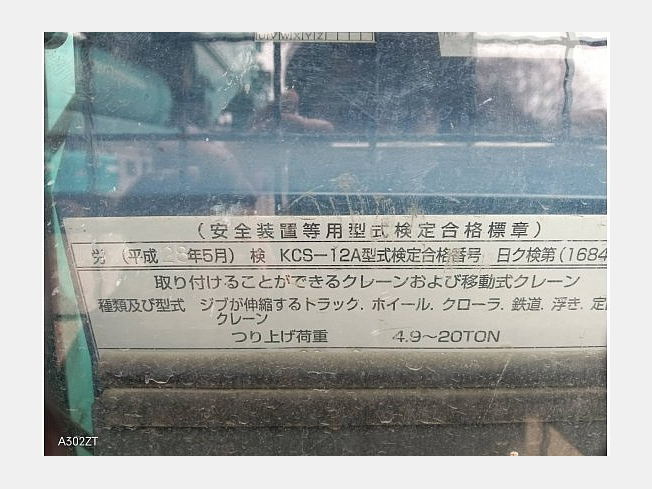 (安全装置等用型式検定合格標章)
労 (平成 年5月) 検 KCS-12A型式検定合格番号 日ク検第(1684
取り付けることができるクレーンおよび移動式クレーン
種類及び型式 ジブが伸縮するトラック. ホイール. クローラ. 鉄道. 浮き. 定
クレーン
つり上げ荷重 4.9~20TON
A302ZT